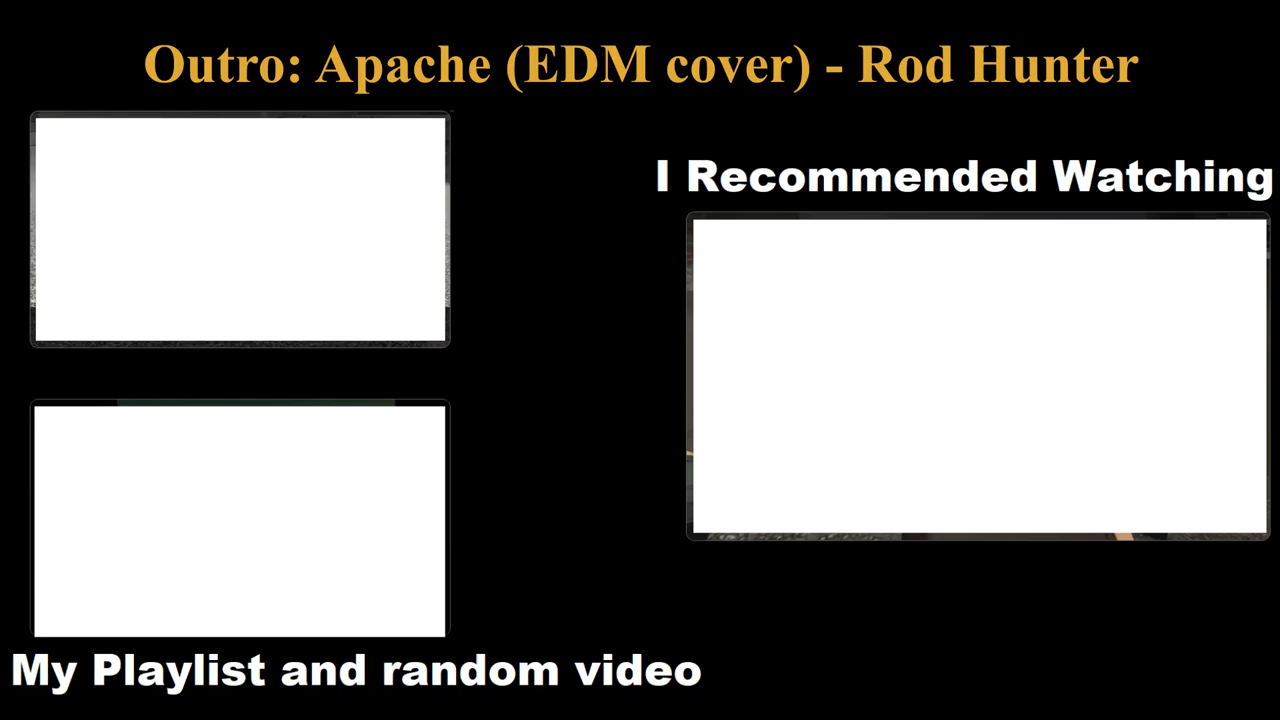 Outro: Apache (EDM cover) - Rod Hunter
I Recommended Watching
My Playlist and random video